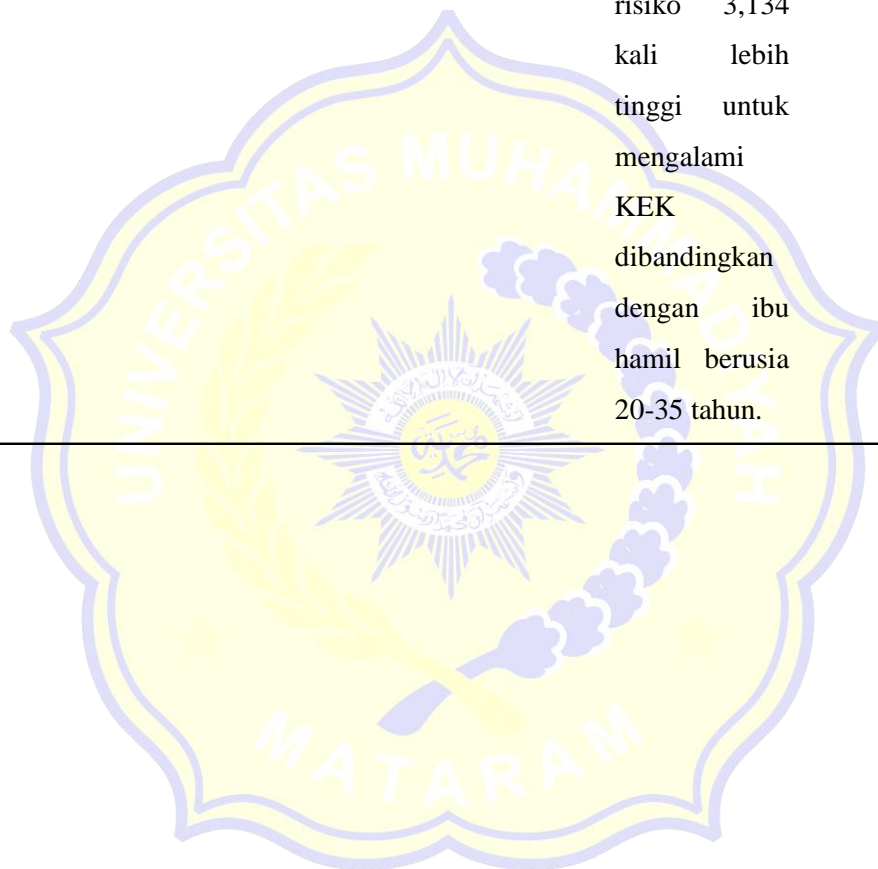 risiko 3,134
kali lebih
tinggi untuk
mengalami
KEK
dibandingkan
dengan ibu
hamil berusia
20-35 tahun.
UNIVERSITAS MUHAMMADIYAH
MATARAM